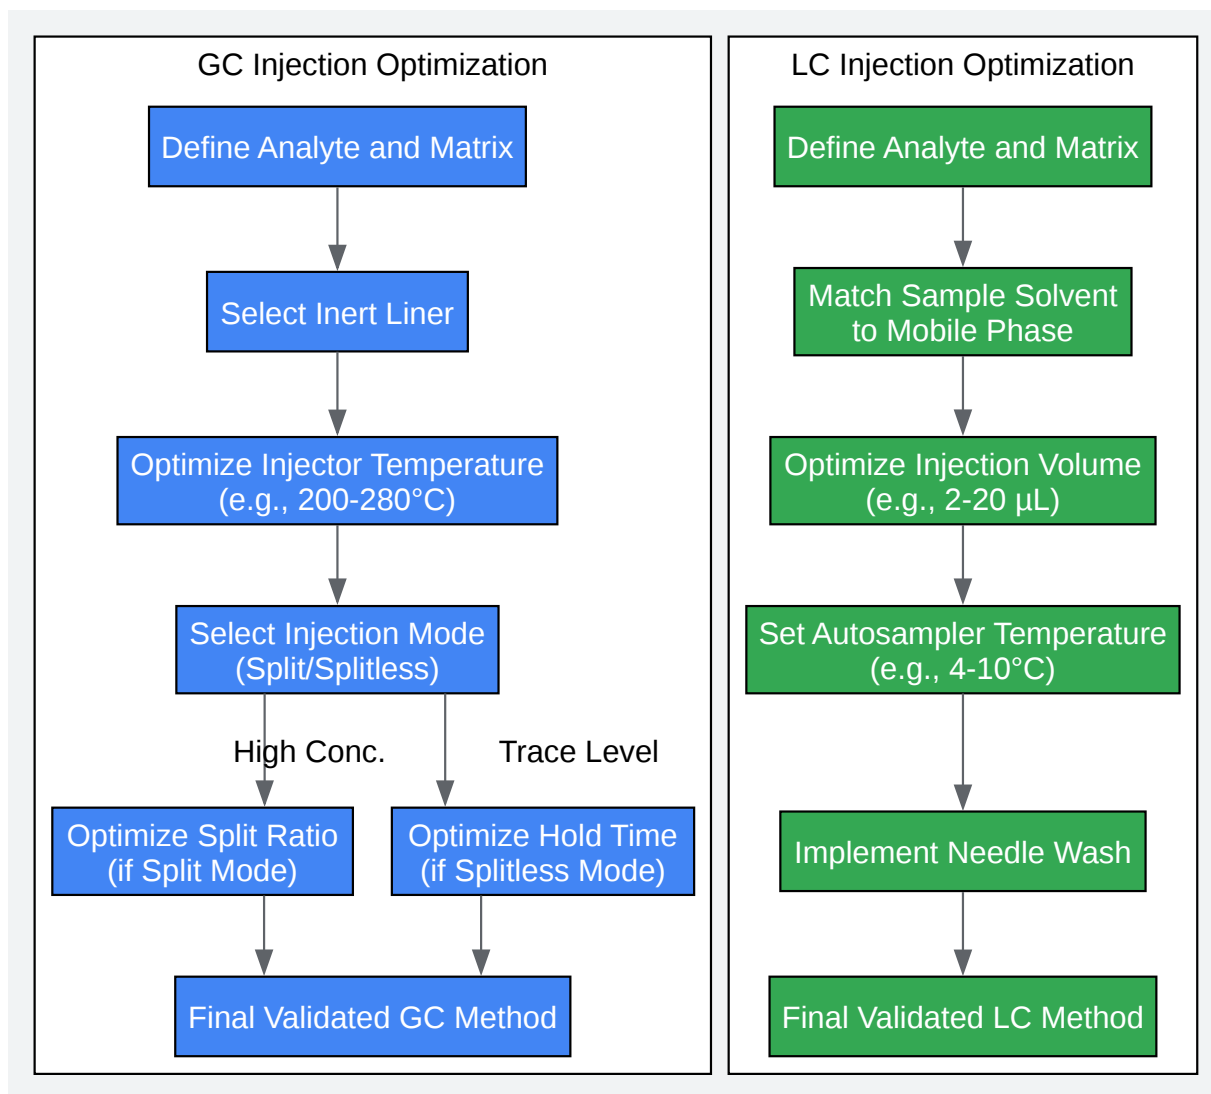 GC Injection Optimization
Define Analyte and Matrix
Select Inert Liner
Optimize Injector Temperature
(e.g., 200-280°C)
Select Injection Mode
(Split/Splitless)
High Conc.
Trace Level
Optimize Split Ratio
(if Split Mode)
Optimize Hold Time
(if Splitless Mode)
Final Validated GC Method
LC Injection Optimization
Define Analyte and Matrix
Match Sample Solvent
to Mobile Phase
Optimize Injection Volume
(e.g., 2-20 µL)
Set Autosampler Temperature
(e.g., 4-10°C)
Implement Needle Wash
Final Validated LC Method